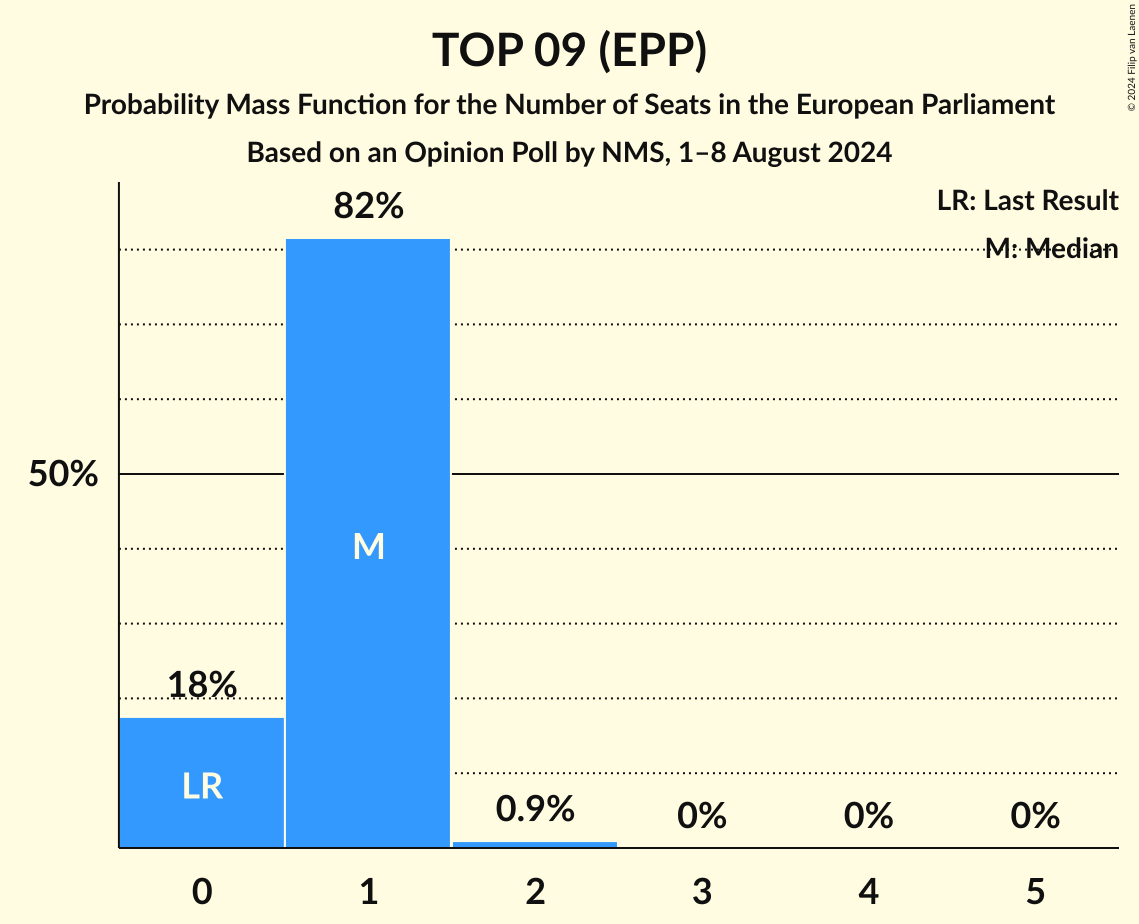 TOP 09 (EPP)
Probability Mass Function for the Number of Seats in the European Parliament
Based on an Opinion Poll by NMS, 1–8 August 2024
© 2024 Filip van Laenen
LR: Last Result
M: Median
82%
50%
M
18%
LR
0.9%
0%
0%
0%
0
1
2
3
4
5